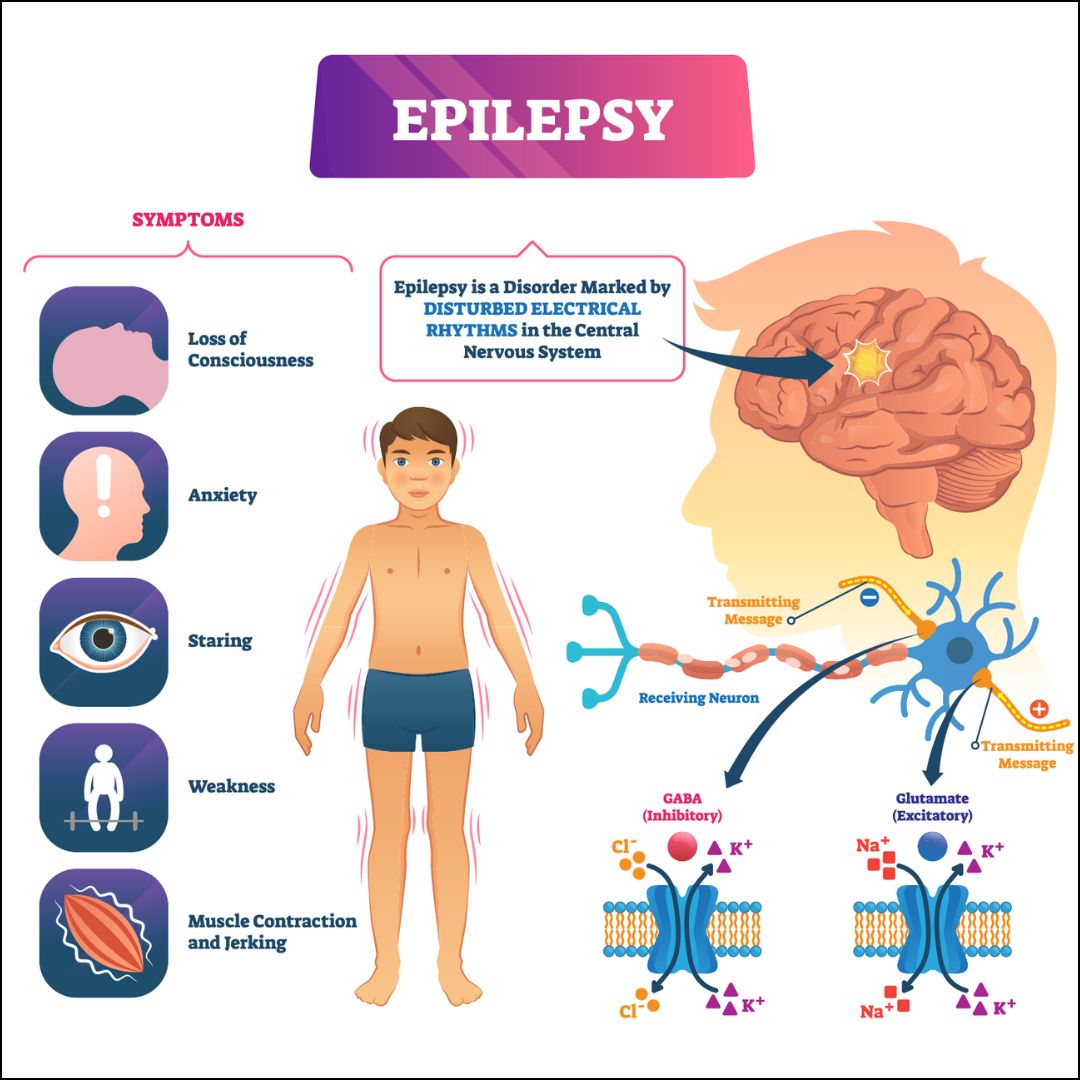 EPILEPSY
SYMPTOMS
Loss of
Consciousness
Anxiety
Staring
Weakness
Muscle Contraction
and Jerking
Epilepsy is a Disorder Marked by
DISTURBED ELECTRICAL
RHYTHMS in the Central
Nervous System
Transmitting
Message
−
Receiving Neuron
+
Transmitting
Message
GABA
(Inhibitory)
Cl⁻
K⁺
Cl⁻
K⁺
Glutamate
(Excitatory)
Na⁺
K⁺
Na⁺
K⁺